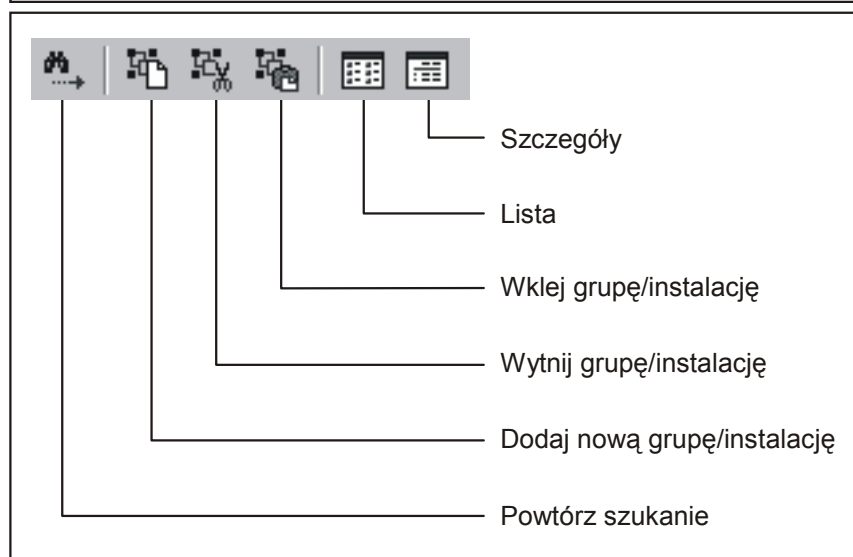 Szczegóły
Lista
Wklej grupę/instalację
Wytnij grupę/instalację
Dodaj nową grupę/instalację
Powtórz szukanie